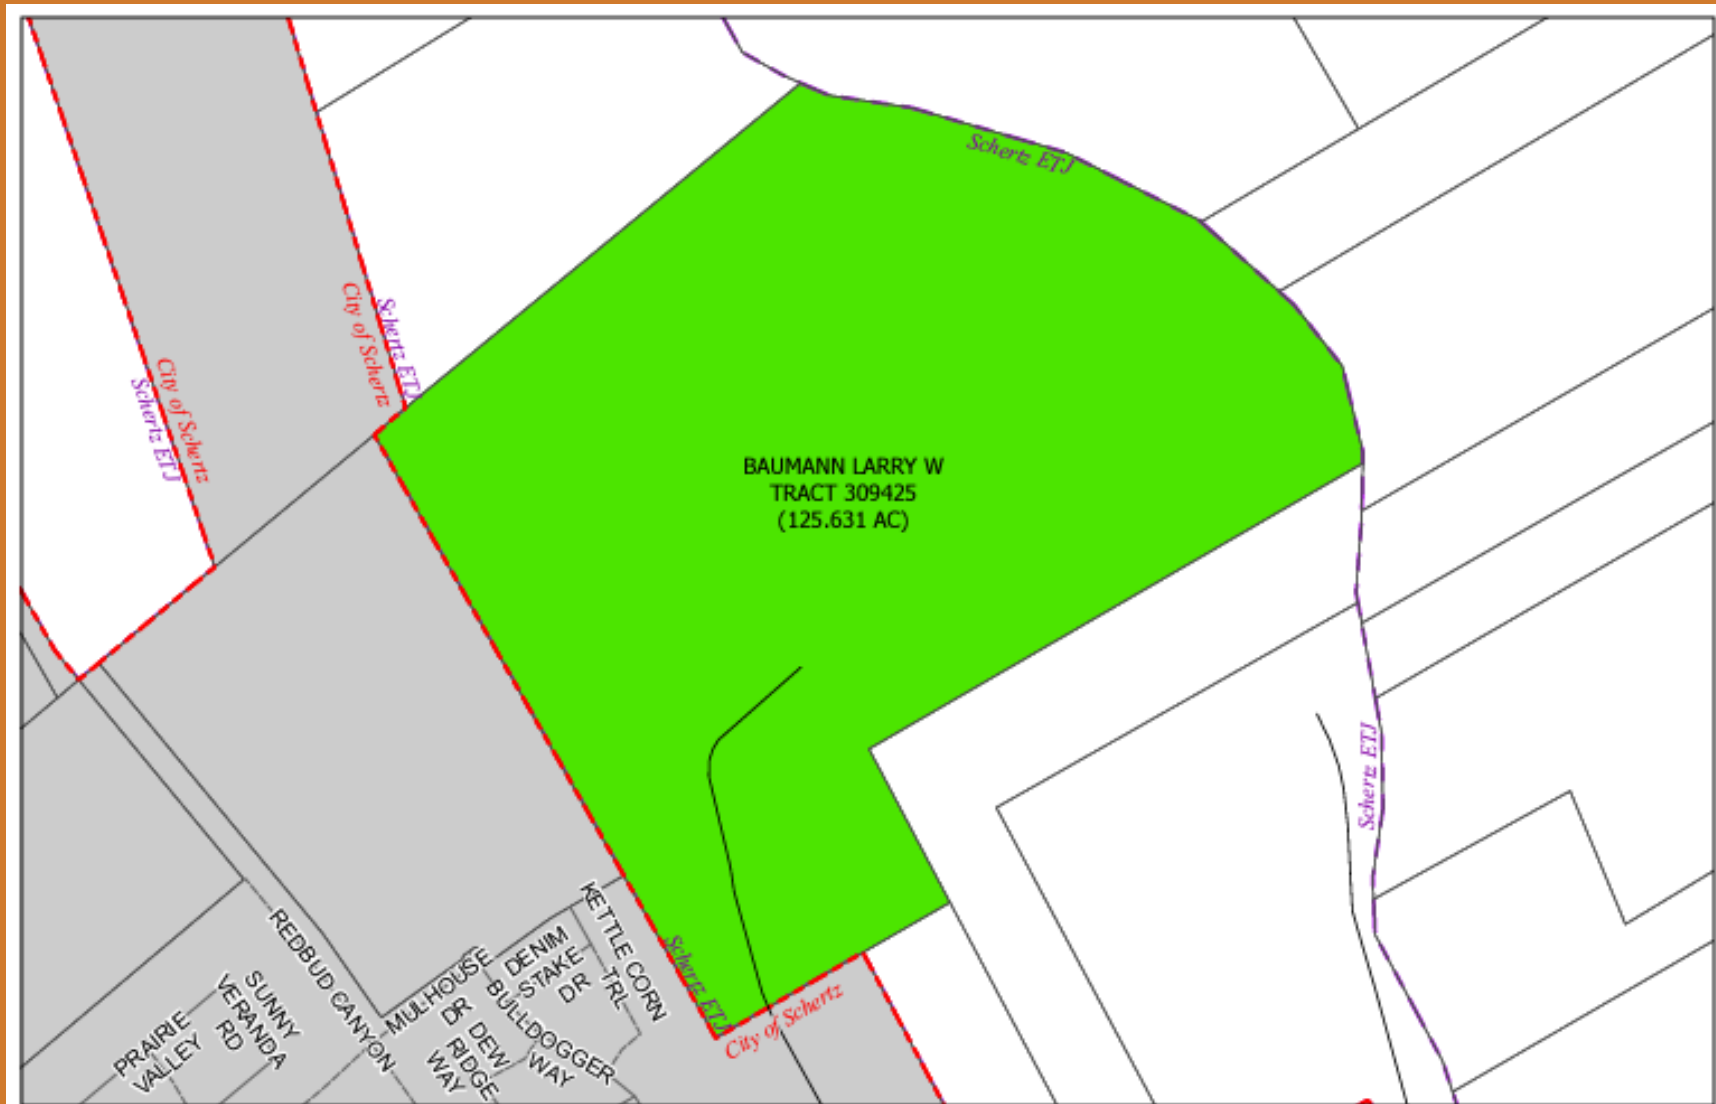 Schertz ETJ
City of Schertz
Schertz ETJ
City of Schertz
Schertz ETJ
BAUMANN LARRY W
TRACT 309425
(125.631 AC)
Schertz ETJ
Schertz ETJ
City of Schertz
KETTLE CORN
TRL
DENIM
STAKE
DR
MULHOUSE
DR
BULLDOGGER
WAY
DEW
RIDGE
WAY
REDBUD CANYON
SUNNY
VERANDA
RD
PRAIRIE
VALLEY